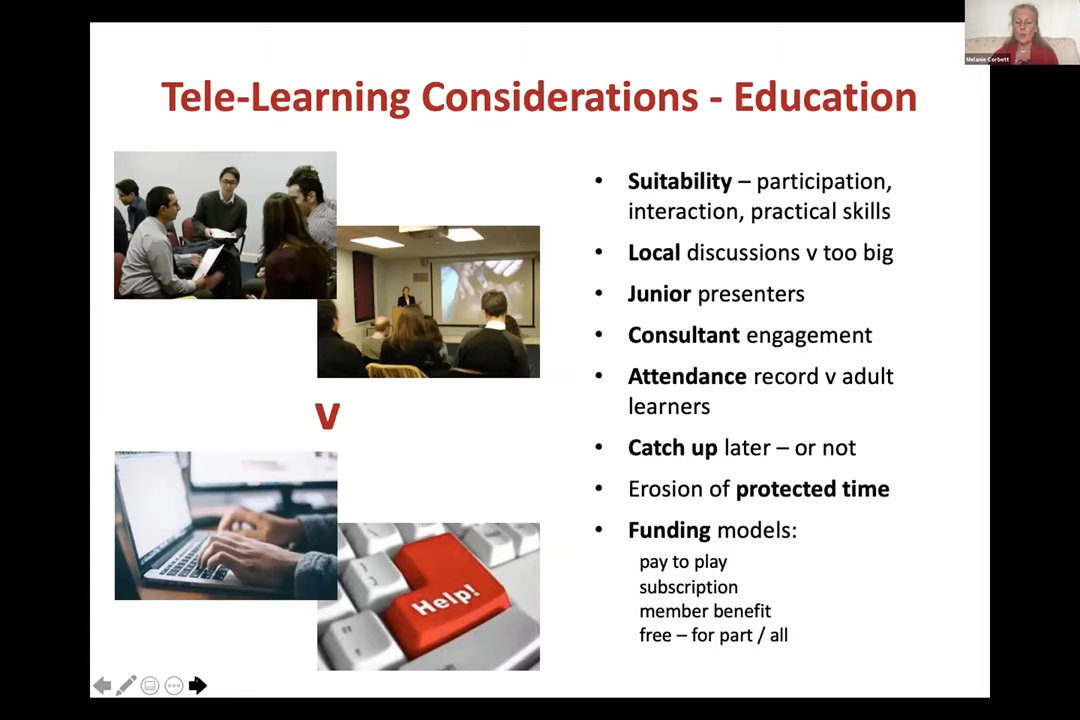 Melanie Corbett
Tele-Learning Considerations - Education
• Suitability – participation,
interaction, practical skills
• Local discussions v too big
• Junior presenters
• Consultant engagement
• Attendance record v adult
learners
• Catch up later – or not
• Erosion of protected time
• Funding models:
pay to play
subscription
member benefit
free – for part / all
v
Help!